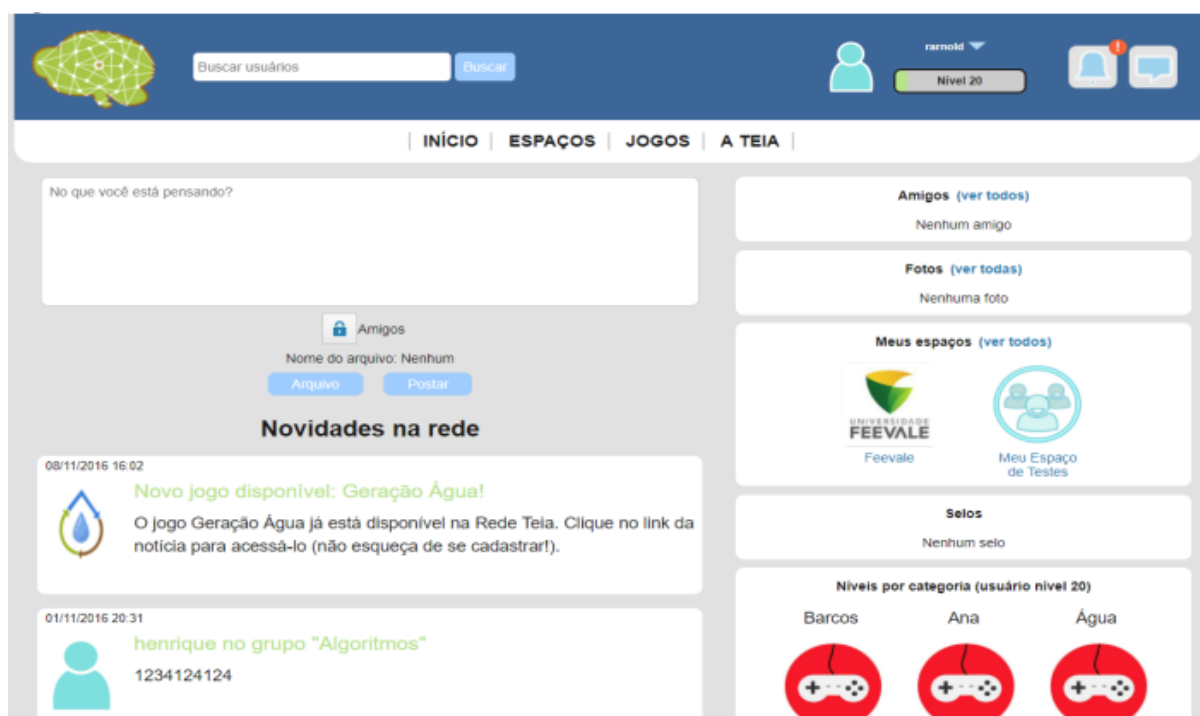 Buscar usuários
Buscar
rarnold
Nível 20
!
INÍCIO | ESPAÇOS | JOGOS | A TEIA
No que você está pensando?
Amigos
Nome do arquivo: Nenhum
Arquivo
Postar
Novidades na rede
08/11/2016 16:02
Novo jogo disponível: Geração Água!
O jogo Geração Água já está disponível na Rede Teia. Clique no link da
notícia para acessá-lo (não esqueça de se cadastrar!).
01/11/2016 20:31
henrique no grupo "Algoritmos"
1234124124
Amigos (ver todos)
Nenhum amigo
Fotos (ver todas)
Nenhuma foto
Meus espaços (ver todos)
UNIVERSIDADE
FEEVALE
Feevale
Meu Espaço
de Testes
Selos
Nenhum selo
Níveis por categoria (usuário nível 20)
Barcos
Ana
Água